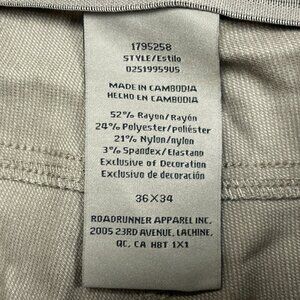 1795258
STYLE/Estilo
02519959US
MADE IN CAMBODIA
HECHO EN CAMBODIA
52% Rayon/Rayón
24% Polyester/poliéster
21% Nylon/nylon
3% Spandex/Elastano
Exclusive of Decoration
Exclusivo de decoración
36X34
ROADRUNNER APPAREL INC.
2005 23RD AVENUE, LACHINE,
QC, CA H8T 1X1